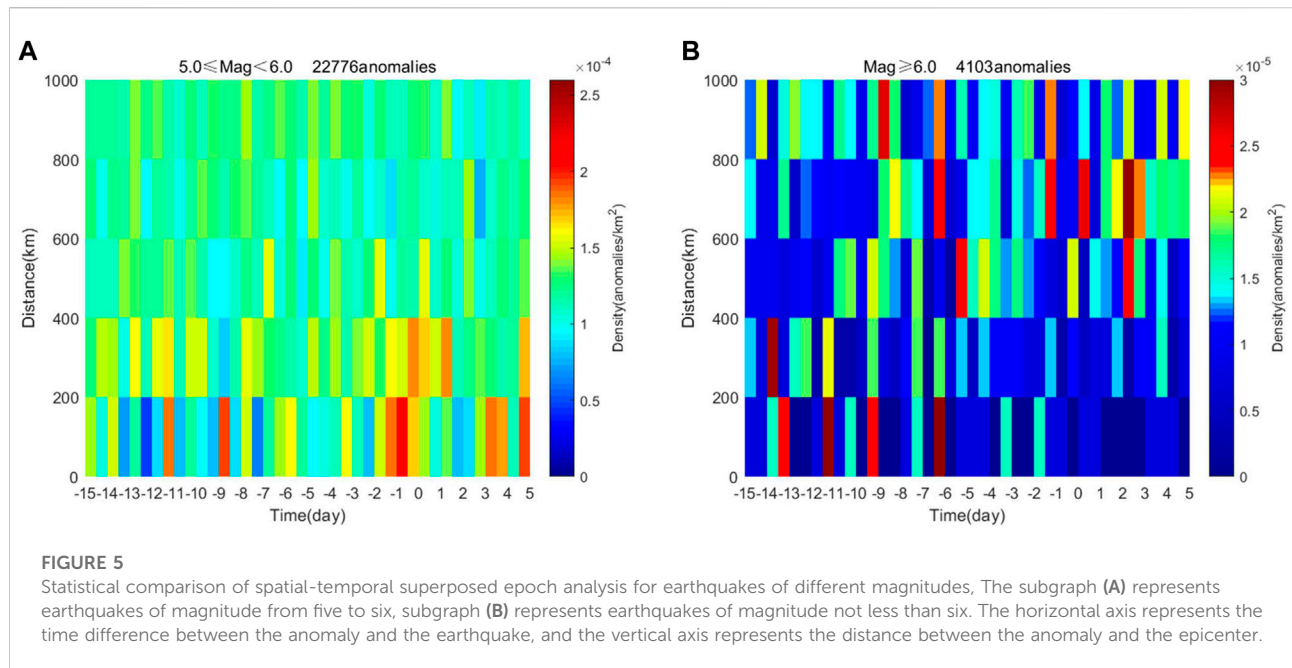 A
5.0≤Mag<6.0 22776anomalies
×10⁻⁴
1000
800
600
400
200
0
Distance(km)
-15-14-13-12-11-10 -9 -8 -7 -6 -5 -4 -3 -2 -1 0 1 2 3 4 5
Time(day)
2.5
2
1.5
1
0.5
0
Density(anomalies/km²)
B
Mag≥6.0 4103anomalies
×10⁻⁵
1000
800
600
400
200
0
Distance(km)
-15-14-13-12-11-10 -9 -8 -7 -6 -5 -4 -3 -2 -1 0 1 2 3 4 5
Time(day)
3
2.5
2
1.5
1
0.5
0
Density(anomalies/km²)
FIGURE 5
Statistical comparison of spatial-temporal superposed epoch analysis for earthquakes of different magnitudes, The subgraph (A) represents
earthquakes of magnitude from five to six, subgraph (B) represents earthquakes of magnitude not less than six. The horizontal axis represents the
time difference between the anomaly and the earthquake, and the vertical axis represents the distance between the anomaly and the epicenter.